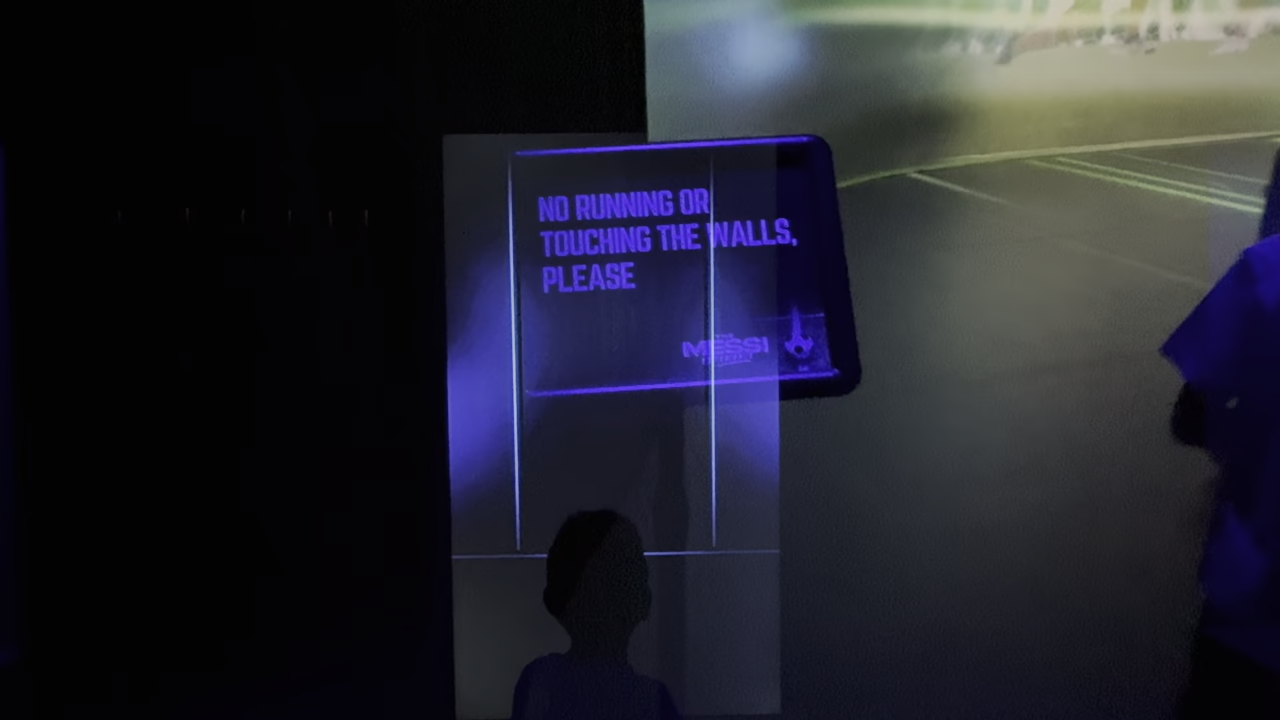 NO RUNNING OR
TOUCHING THE WALLS,
PLEASE
MESSI